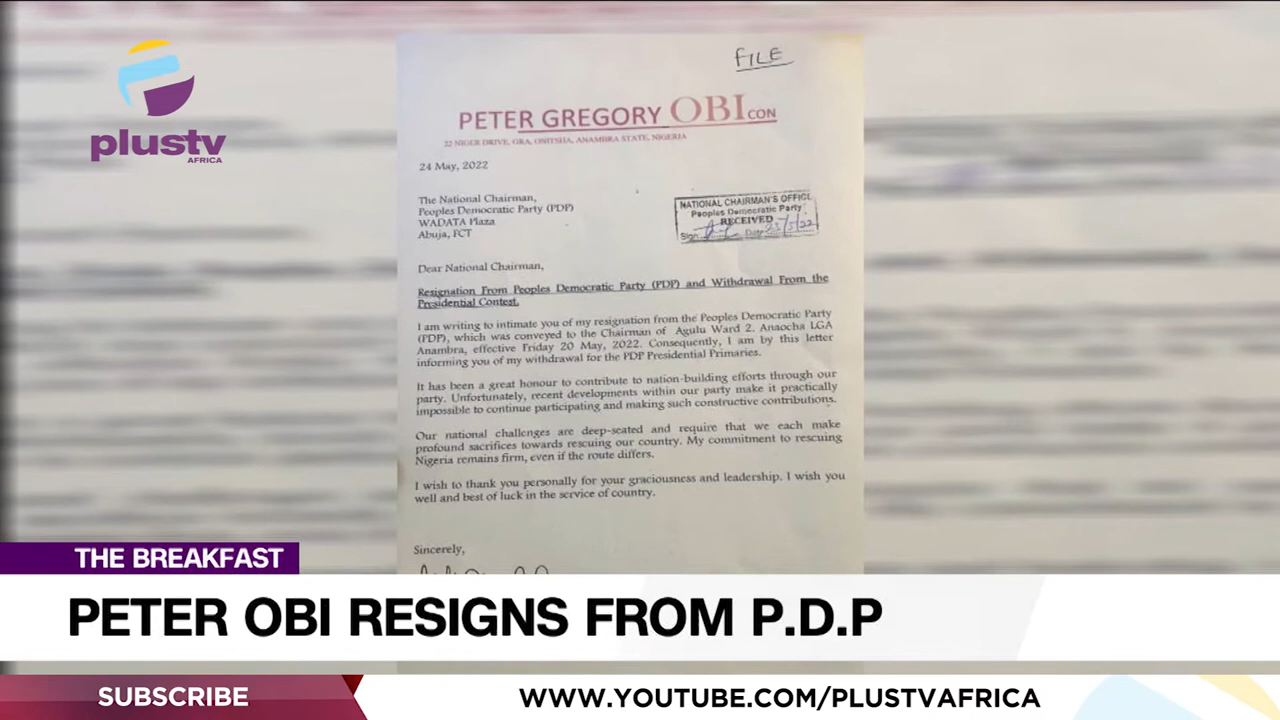 FILE
plustv
AFRICA
PETER GREGORY OBI CON
22 NIGER DRIVE, GRA, ONITSHA, ANAMBRA STATE, NIGERIA
24 May, 2022
The National Chairman,
Peoples Democratic Party (PDP)
WADATA Plaza
Abuja, FCT
NATIONAL CHAIRMAN'S OFFICE
Peoples Democratic Party
RECEIVED
Sign Date 25/5/22
Dear National Chairman,
Resignation From Peoples Democratic Party (PDP) and Withdrawal From the
Presidential Contest.
I am writing to intimate you of my resignation from the Peoples Democratic Party
(PDP), which was conveyed to the Chairman of Agulu Ward 2, Anaocha LGA
Anambra, effective Friday 20 May, 2022. Consequently, I am by this letter
informing you of my withdrawal for the PDP Presidential Primaries.
It has been a great honour to contribute to nation-building efforts through our
party. Unfortunately, recent developments within our party make it practically
impossible to continue participating and making such constructive contributions.
Our national challenges are deep-seated and require that we each make
profound sacrifices towards rescuing our country. My commitment to rescuing
Nigeria remains firm, even if the route differs.
I wish to thank you personally for your graciousness and leadership. I wish you
well and best of luck in the service of country.
Sincerely,
THE BREAKFAST
PETER OBI RESIGNS FROM P.D.P
SUBSCRIBE
WWW.YOUTUBE.COM/PLUSTVAFRICA